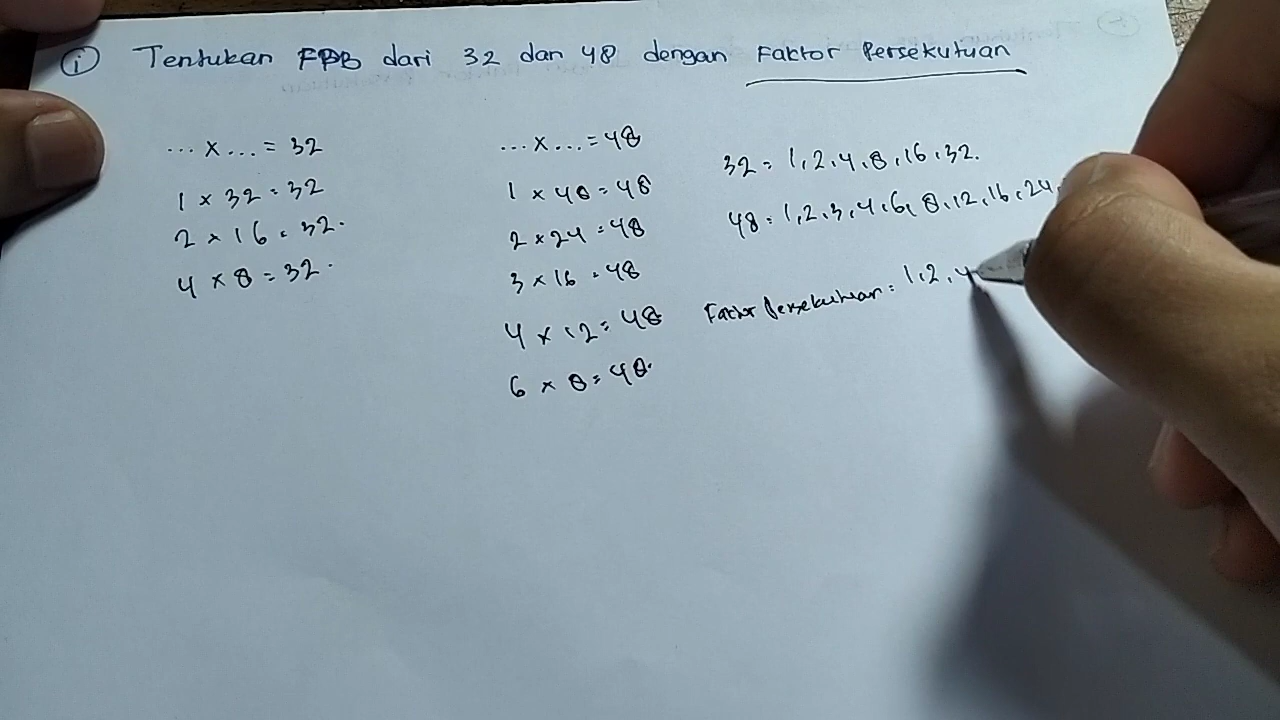 ① Tentukan FPB dari 32 dan 48 dengan Faktor Persekutuan
... x ... = 32
1 x 32 = 32
2 x 16 = 32.
4 x 8 = 32.
... x ... = 48
1 x 48 = 48
2 x 24 = 48
3 x 16 = 48
4 x 12 = 48
6 x 8 = 48.
32 = 1, 2, 4, 8, 16, 32.
48 = 1, 2, 3, 4, 6, 8, 12, 16, 24,
Faktor Persekutuan = 1, 2, 4